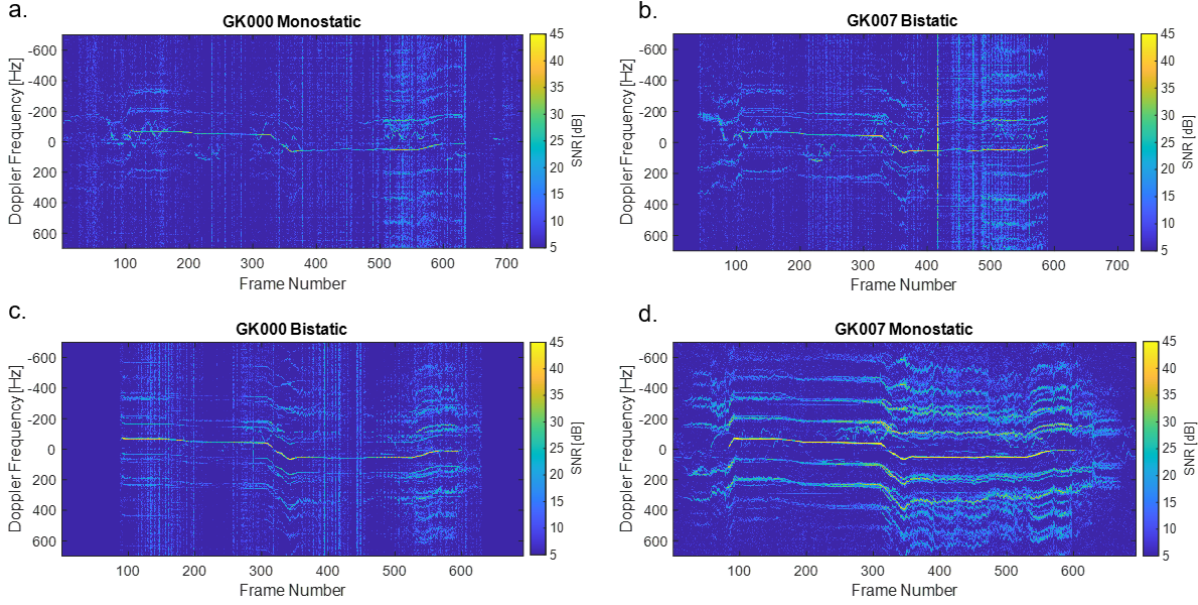 a.
GK000 Monostatic
Doppler Frequency [Hz]
-600
-400
-200
0
200
400
600
100 200 300 400 500 600 700
Frame Number
45
40
35
30
25
20
15
10
5
SNR [dB]
b.
GK007 Bistatic
Doppler Frequency [Hz]
-600
-400
-200
0
200
400
600
100 200 300 400 500 600 700
Frame Number
45
40
35
30
25
20
15
10
5
SNR [dB]
c.
GK000 Bistatic
Doppler Frequency [Hz]
-600
-400
-200
0
200
400
600
100 200 300 400 500 600
Frame Number
45
40
35
30
25
20
15
10
5
SNR [dB]
d.
GK007 Monostatic
Doppler Frequency [Hz]
-600
-400
-200
0
200
400
600
100 200 300 400 500 600
Frame Number
45
40
35
30
25
20
15
10
5
SNR [dB]